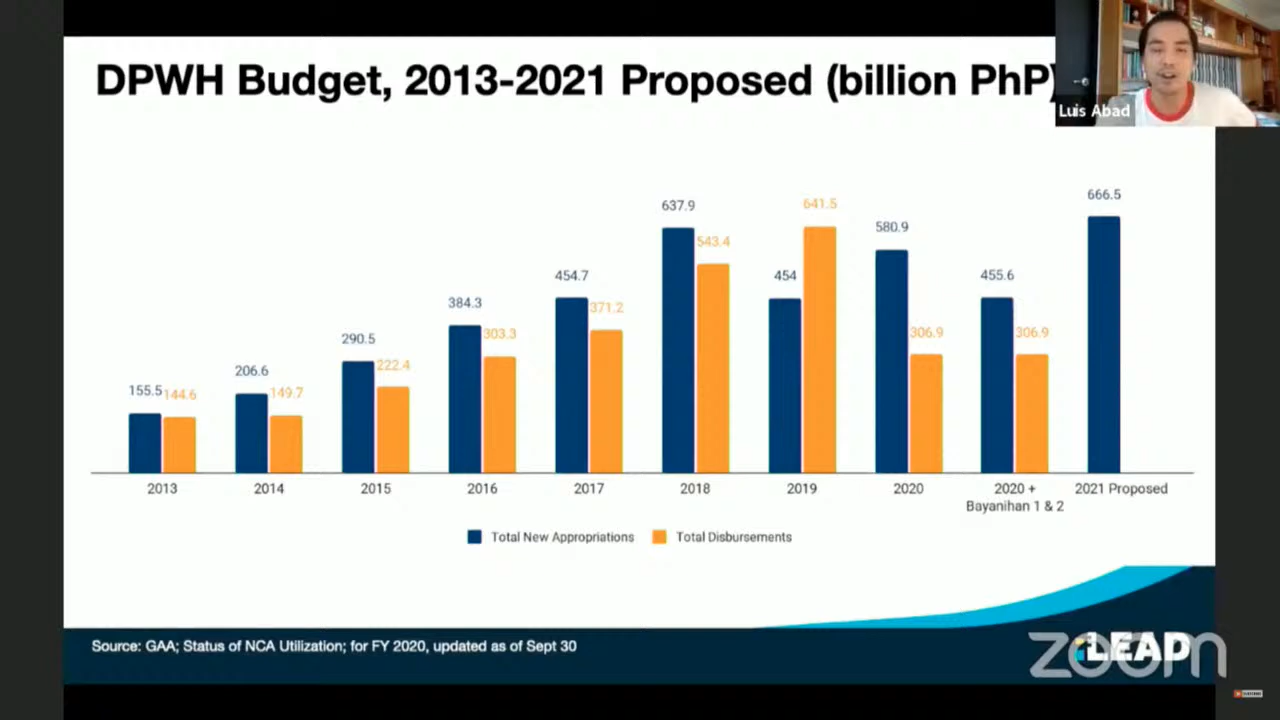 DPWH Budget, 2013-2021 Proposed (billion PhP)
Luis Abad
155.5 144.6
206.6 149.7
290.5 222.4
384.3 303.3
454.7 371.2
637.9 543.4
454 641.5
580.9 306.9
455.6 306.9
666.5
2013 2014 2015 2016 2017 2018 2019 2020 2020 + 2021 Proposed
Bayanihan 1 & 2
Total New Appropriations Total Disbursements
Source: GAA; Status of NCA Utilization; for FY 2020, updated as of Sept 30
zoom
LEAD